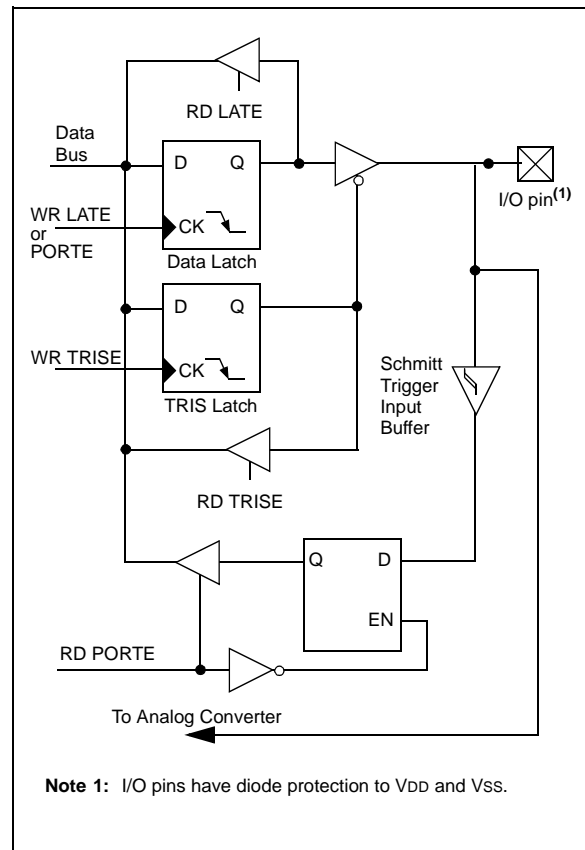 RD LATE
Data
Bus
D Q
I/O pin(1)
WR LATE
or
PORTE
CK
Data Latch
D Q
WR TRISE
CK
TRIS Latch
Schmitt
Trigger
Input
Buffer
RD TRISE
Q D
EN
RD PORTE
To Analog Converter
Note 1: I/O pins have diode protection to VDD and VSS.